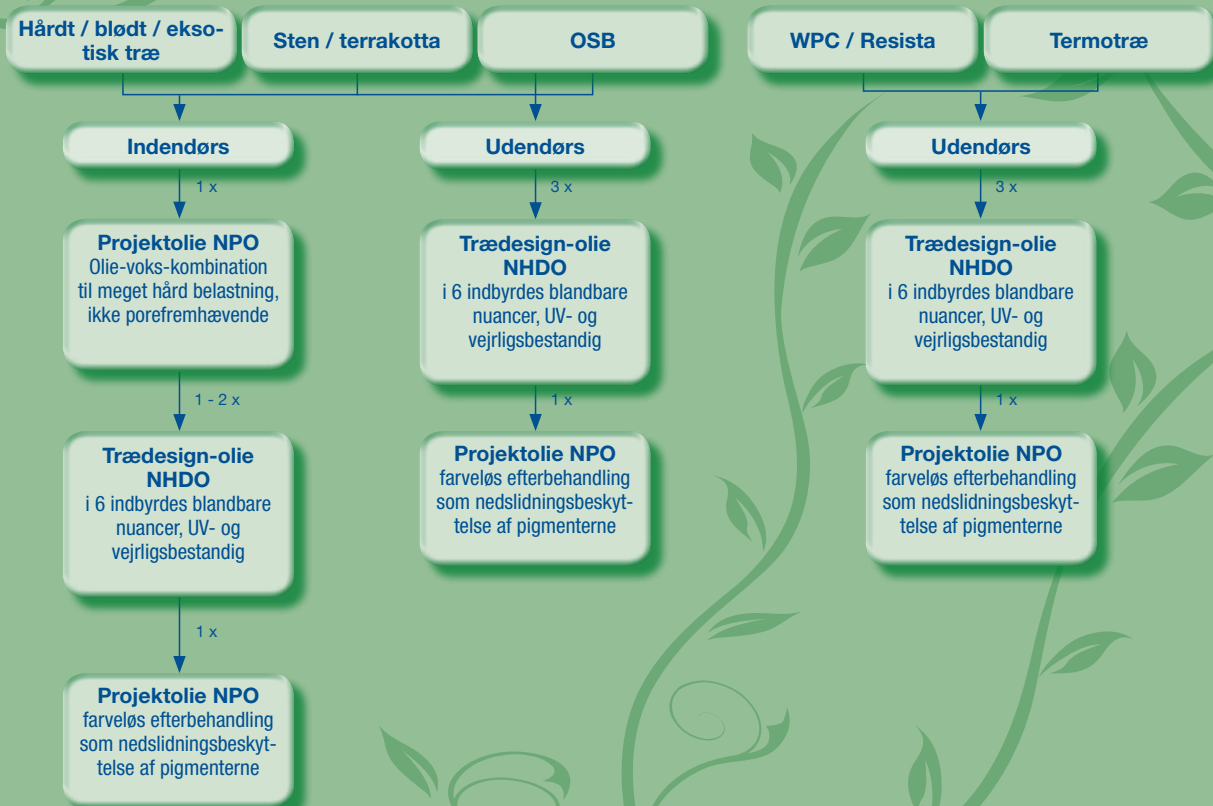 Hårdt / blødt / ekso-
tisk træ
Sten / terrakotta
OSB
WPC / Resista
Termotræ
Indendørs
1 x
Projektolie NPO
Olie-voks-kombination
til meget hård belastning,
ikke porefremhævende
1 - 2 x
Trædesign-olie
NHDO
i 6 indbyrdes blandbare
nuancer, UV- og
vejrligsbestandig
1 x
Projektolie NPO
farveløs efterbehandling
som nedslidningsbeskyt-
telse af pigmenterne
Udendørs
3 x
Trædesign-olie
NHDO
i 6 indbyrdes blandbare
nuancer, UV- og
vejrligsbestandig
1 x
Projektolie NPO
farveløs efterbehandling
som nedslidningsbeskyt-
telse af pigmenterne
Udendørs
3 x
Trædesign-olie
NHDO
i 6 indbyrdes blandbare
nuancer, UV- og
vejrligsbestandig
1 x
Projektolie NPO
farveløs efterbehandling
som nedslidningsbeskyt-
telse af pigmenterne